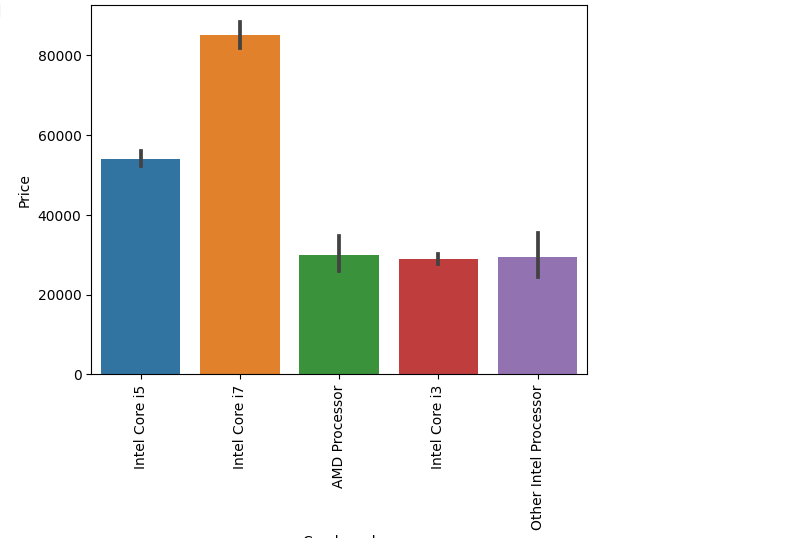 80000
60000
40000
20000
0
Price
Intel Core i5
Intel Core i7
AMD Processor
Intel Core i3
Other Intel Processor